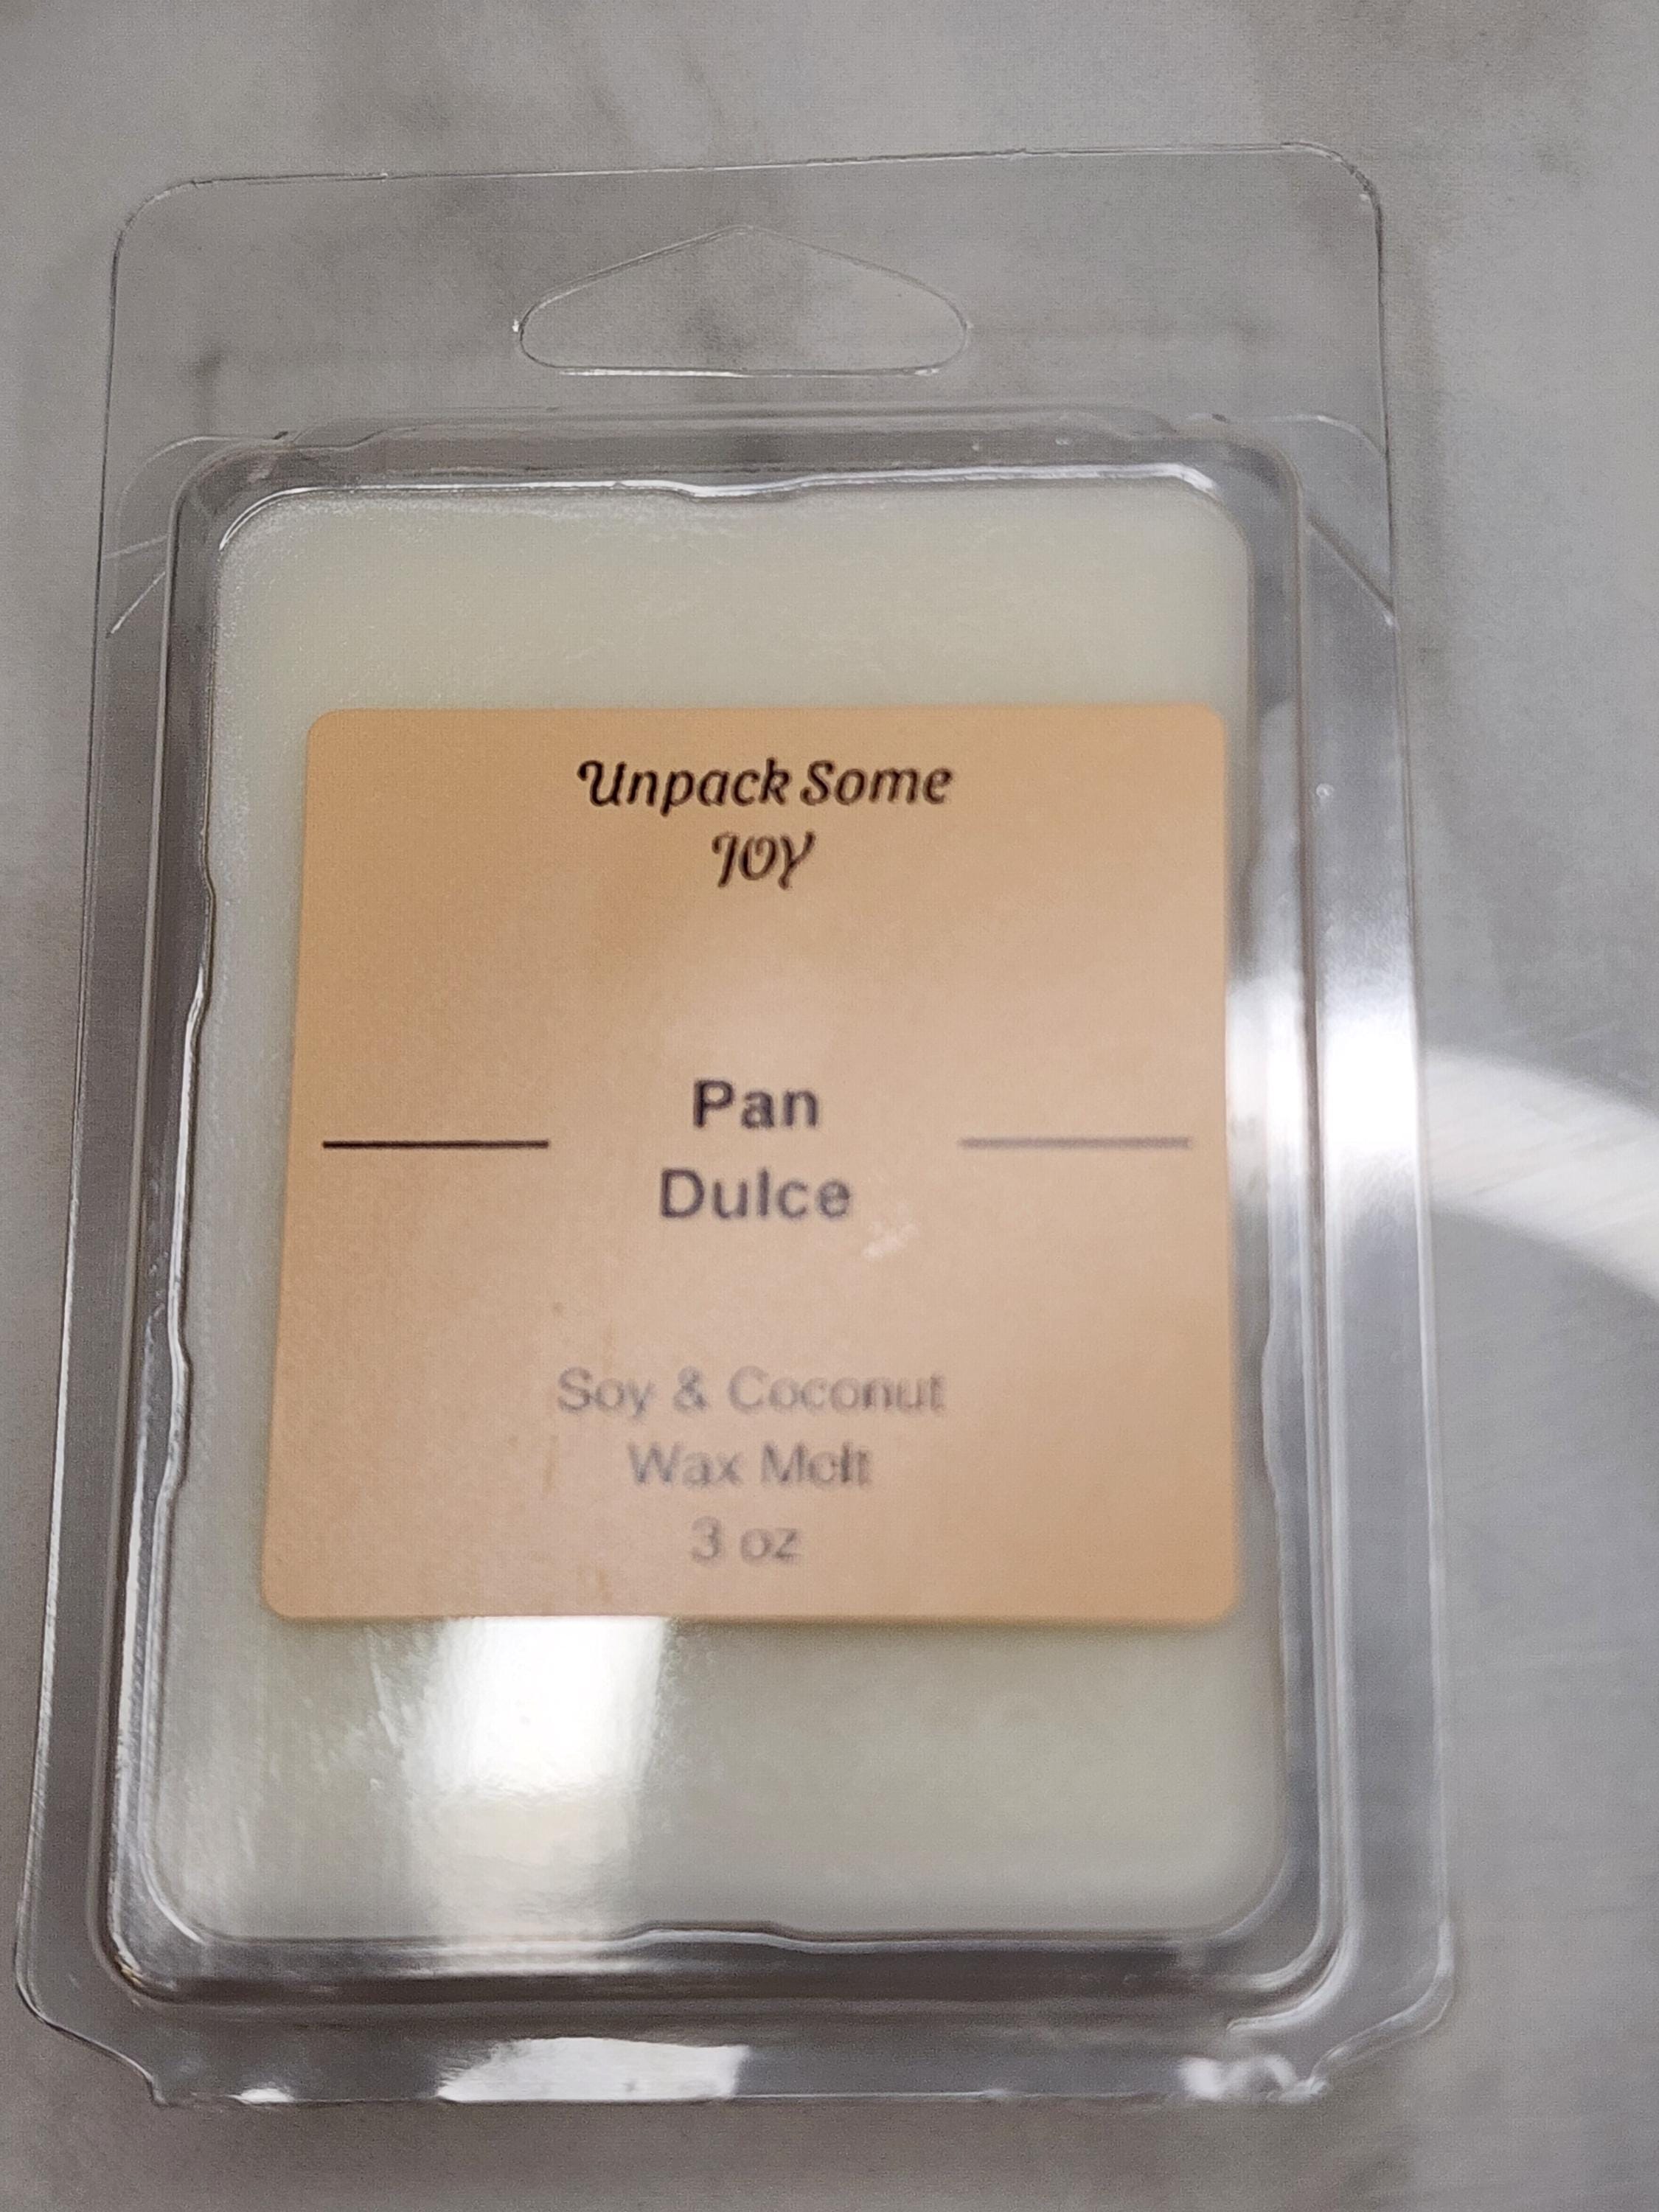 Unpack Some
JOY
Pan
Dulce
Soy & Coconut
Wax Melt
3 oz